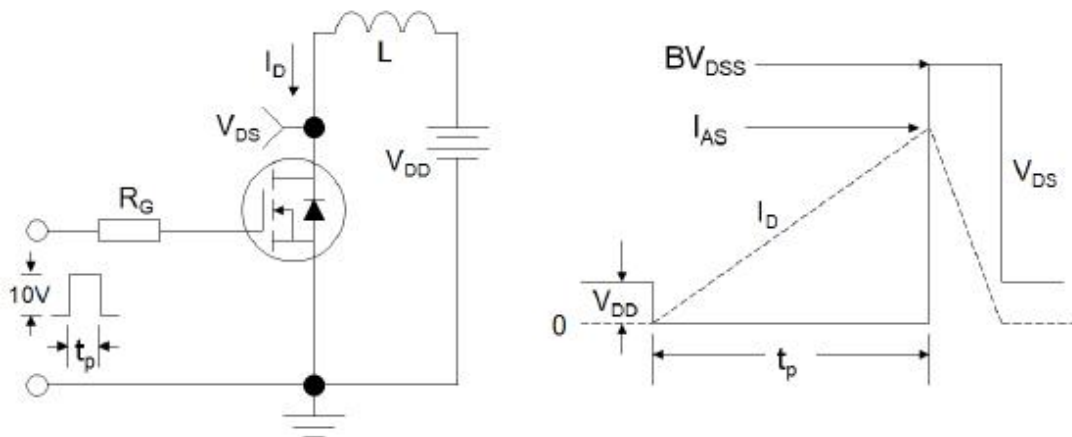 L
I_D
V_DS
V_DD
R_G
10V
t_p
BV_DSS
I_AS
V_DS
I_D
V_DD
0
t_p